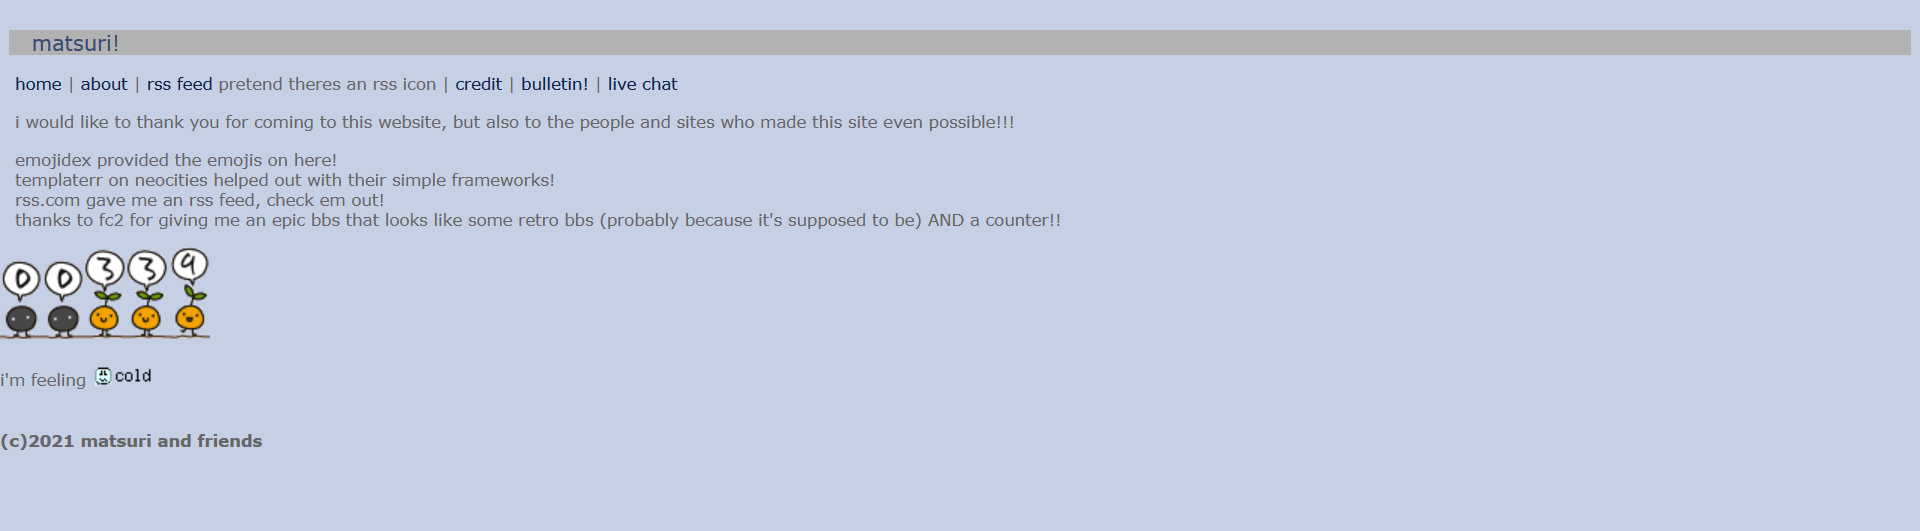 matsuri!
home | about | rss feed pretend theres an rss icon | credit | bulletin! | live chat
i would like to thank you for coming to this website, but also to the people and sites who made this site even possible!!!
emojidex provided the emojis on here!
templaterr on neocities helped out with their simple frameworks!
rss.com gave me an rss feed, check em out!
thanks to fc2 for giving me an epic bbs that looks like some retro bbs (probably because it's supposed to be) AND a counter!!
0 0 3 3 9
i'm feeling cold
(c)2021 matsuri and friends